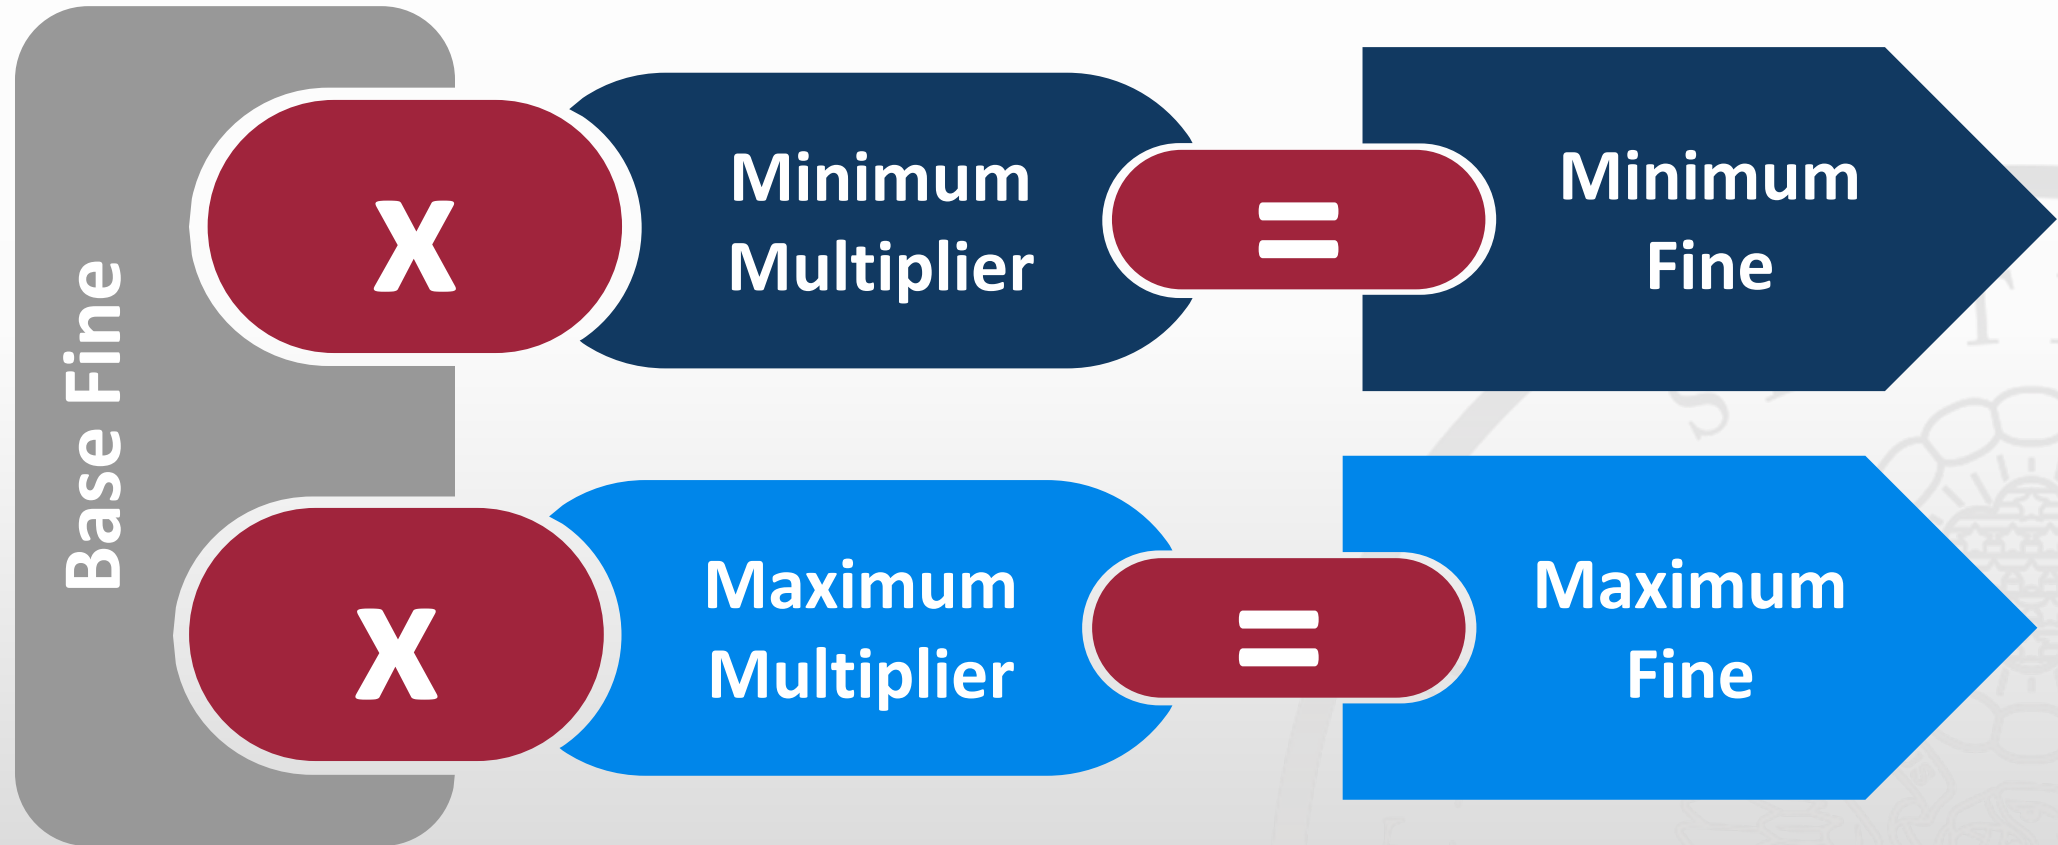 Base Fine
x
Minimum
Multiplier
=
Minimum
Fine
x
Maximum
Multiplier
=
Maximum
Fine